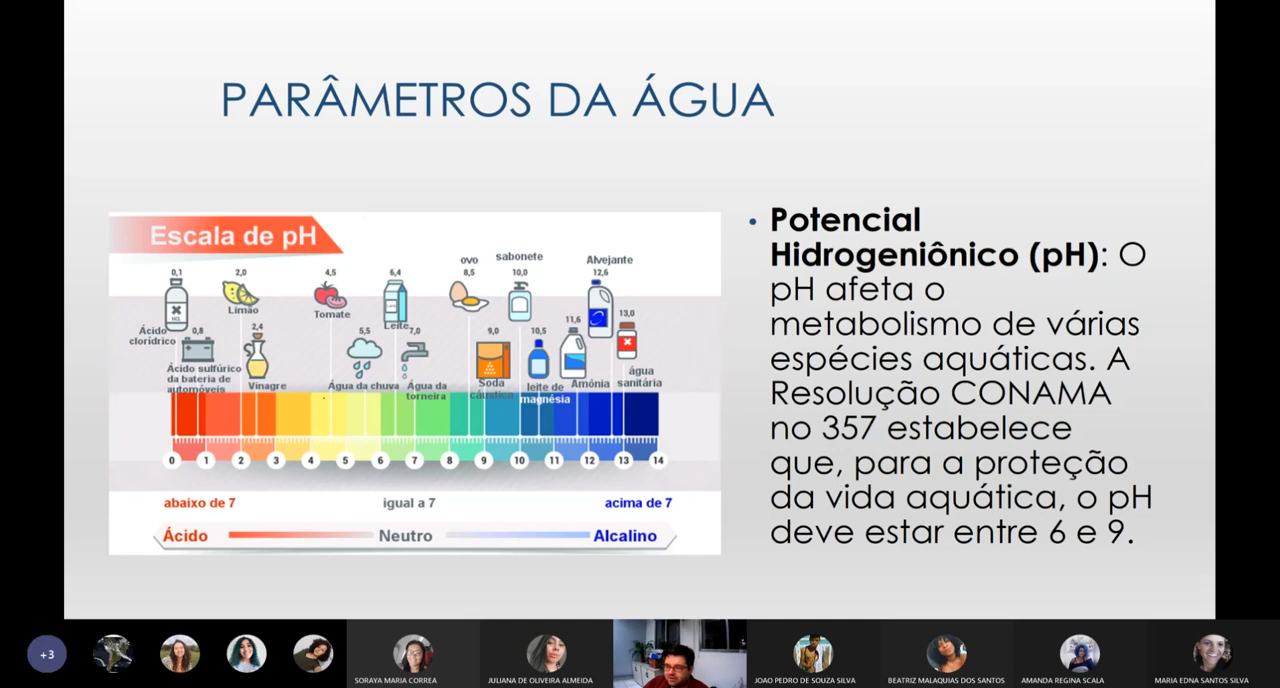 PARÂMETROS DA ÁGUA
Escala de pH
0,1
2,0
4,5
6,4
ovo
8,5
sabonete
10,0
Alvejante
12,6
Limão
Tomate
Leite
11,6
13,0
Ácido
clorídrico
0,8
2,4
5,5
7,0
9,0
10,5
Ácido sulfúrico
da bateria de
automóveis
Vinagre
Água da chuva
Água da
torneira
Soda
cáustica
leite de
magnésia
Amónia
água
sanitária
0 1 2 3 4 5 6 7 8 9 10 11 12 13 14
abaixo de 7
igual a 7
acima de 7
Ácido
Neutro
Alcalino
• Potencial
Hidrogeniônico (pH): O
pH afeta o
metabolismo de várias
espécies aquáticas. A
Resolução CONAMA
no 357 estabelece
que, para a proteção
da vida aquática, o pH
deve estar entre 6 e 9.
+3
SORAYA MARIA CORREA
JULIANA DE OLIVEIRA ALMEIDA
JOAO PEDRO DE SOUZA SILVA
BEATRIZ MALAQUIAS DOS SANTOS
AMANDA REGINA SCALA
MARIA EDNA SANTOS SILVA